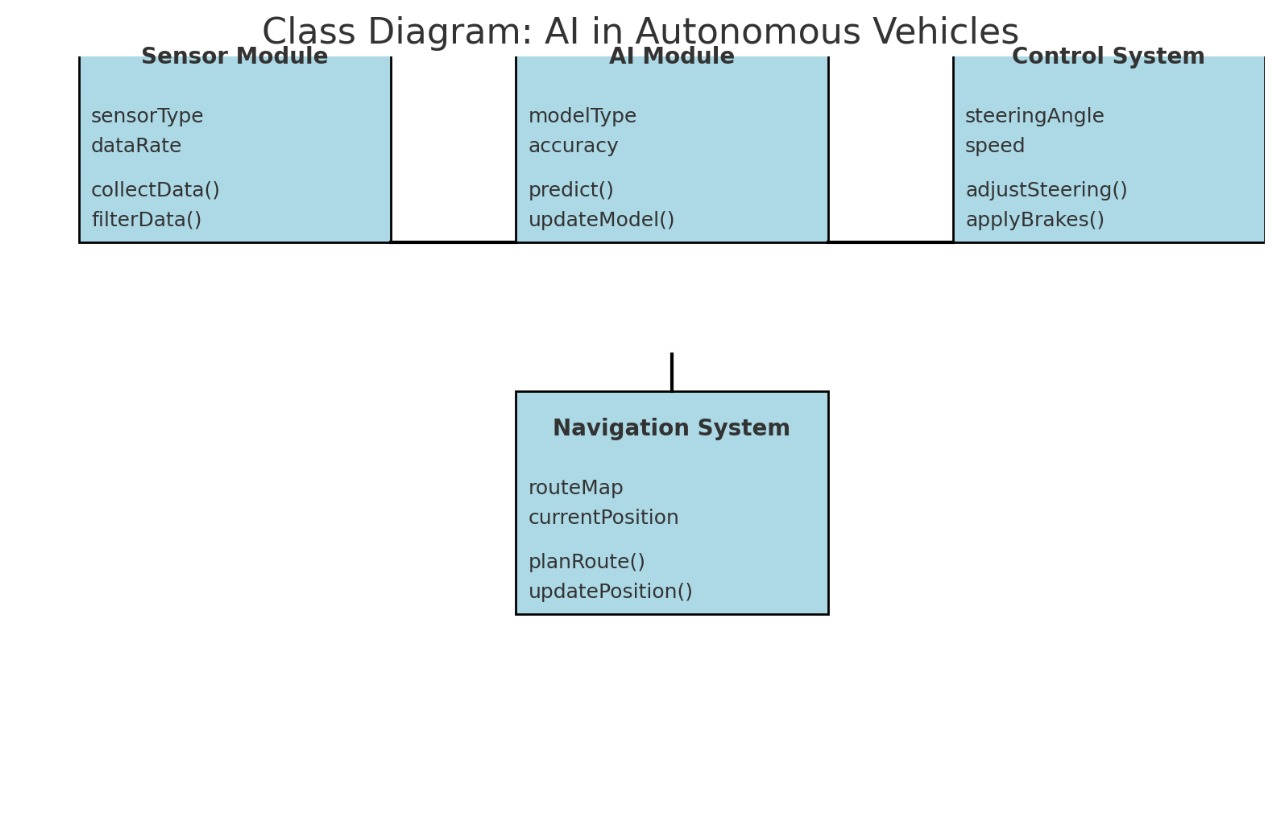 Class Diagram: AI in Autonomous Vehicles
Sensor Module
sensorType
dataRate
collectData()
filterData()
AI Module
modelType
accuracy
predict()
updateModel()
Control System
steeringAngle
speed
adjustSteering()
applyBrakes()
Navigation System
routeMap
currentPosition
planRoute()
updatePosition()